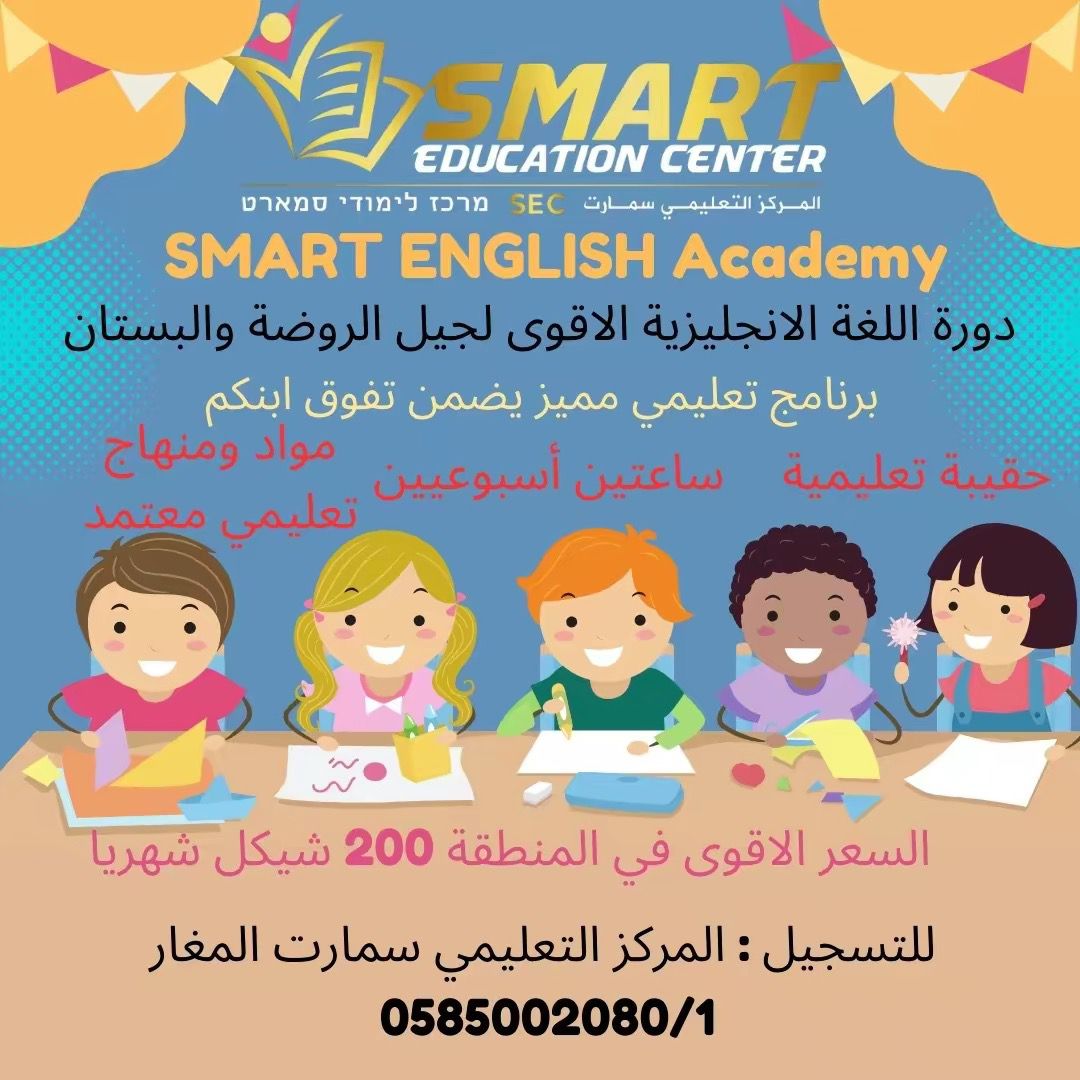 SMART
EDUCATION CENTER
المركز التعليمي سمارت SEC מרכז לימודי סמארט
SMART ENGLISH Academy
دورة اللغة الانجليزية الاقوى لجيل الروضة والبستان
برنامج تعليمي مميز يضمن تفوق ابنكم
حقيبة تعليمية
ساعتين أسبوعيين
مواد ومنهاج
تعليمي معتمد
السعر الاقوى في المنطقة 200 شيكل شهريا
للتسجيل : المركز التعليمي سمارت المغار
0585002080/1